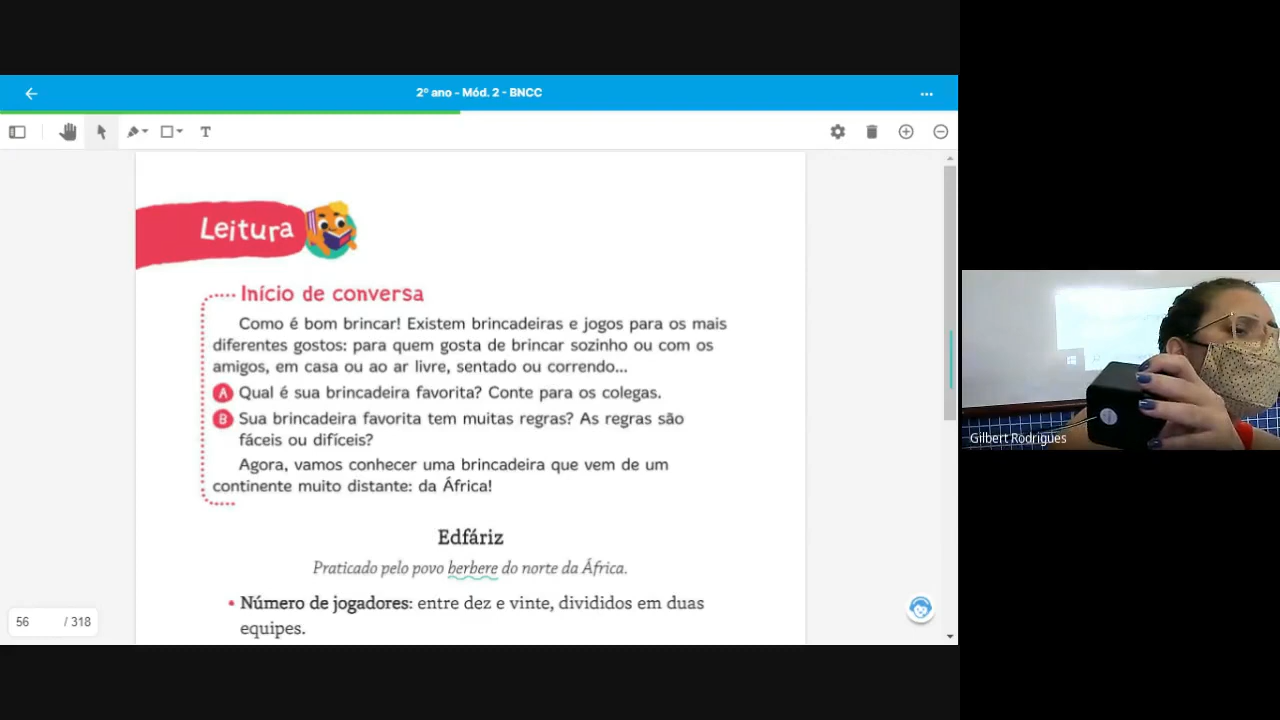 2º ano - Mód. 2 - BNCC
T
Leitura
Início de conversa
Como é bom brincar! Existem brincadeiras e jogos para os mais
diferentes gostos: para quem gosta de brincar sozinho ou com os
amigos, em casa ou ao ar livre, sentado ou correndo...
A Qual é sua brincadeira favorita? Conte para os colegas.
B Sua brincadeira favorita tem muitas regras? As regras são
fáceis ou difíceis?
Agora, vamos conhecer uma brincadeira que vem de um
continente muito distante: da África!
Edfáriz
Praticado pelo povo berbere do norte da África.
• Número de jogadores: entre dez e vinte, divididos em duas
equipes.
56 / 318
Gilbert Rodrigues